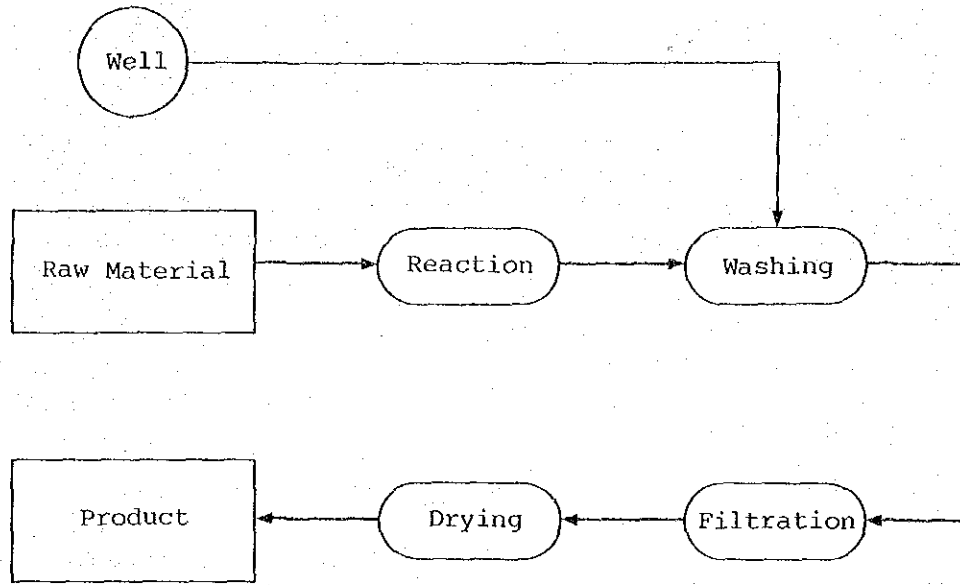 Well
Raw Material
Reaction
Washing
Product
Drying
Filtration